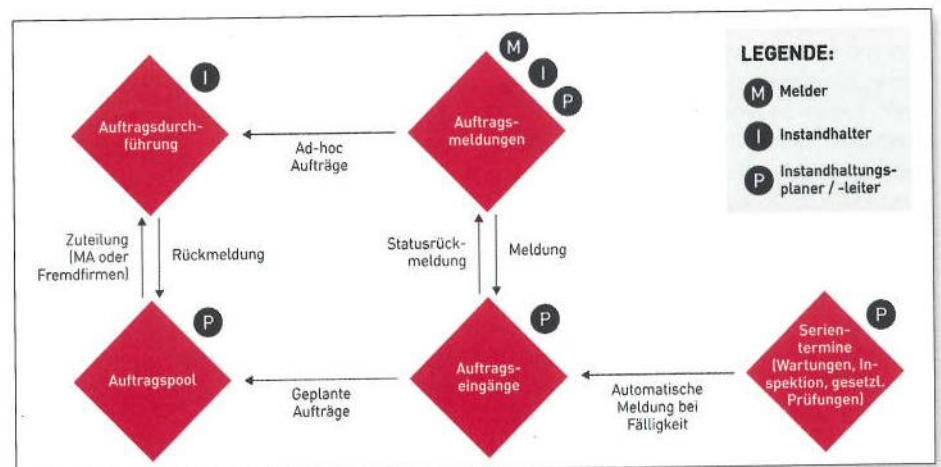 M
I
P
I
Auftragsdurch-
führung
Ad-hoc
Aufträge
Auftrags-
meldungen
LEGENDE:
M Melder
I Instandhalter
P Instandhaltungs-
planer / -leiter
Zuteilung
(MA oder
Fremdfirmen)
Rückmeldung
Statusrück-
meldung
Meldung
P
Auftragspool
Geplante
Aufträge
P
Auftrags-
eingänge
Automatische
Meldung bei
Fälligkeit
P
Serien-
termine
(Wartungen, In-
spektion, gesetzl.
Prüfungen)